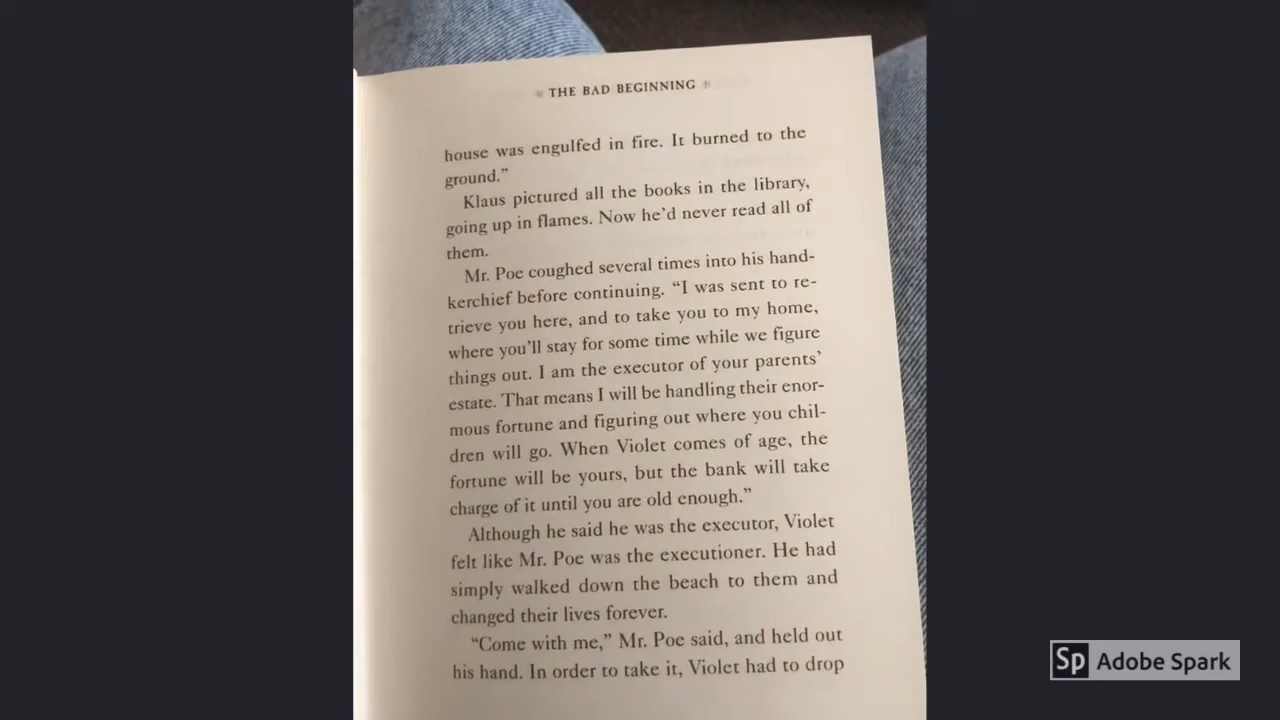 THE BAD BEGINNING
house was engulfed in fire. It burned to the
ground.”
Klaus pictured all the books in the library,
going up in flames. Now he’d never read all of
them.
Mr. Poe coughed several times into his hand-
kerchief before continuing. “I was sent to re-
trieve you here, and to take you to my home,
where you’ll stay for some time while we figure
things out. I am the executor of your parents’
estate. That means I will be handling their enor-
mous fortune and figuring out where you chil-
dren will go. When Violet comes of age, the
fortune will be yours, but the bank will take
charge of it until you are old enough.”
Although he said he was the executor, Violet
felt like Mr. Poe was the executioner. He had
simply walked down the beach to them and
changed their lives forever.
“Come with me,” Mr. Poe said, and held out
his hand. In order to take it, Violet had to drop
Sp Adobe Spark